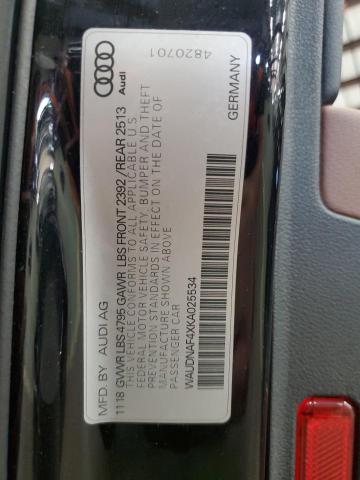 MFD. BY AUDI AG
Audi
4820701
1118 GVWR LBS 4795 GAWR LBS FRONT 2392 / REAR 2513
THIS VEHICLE CONFORMS TO ALL APPLICABLE U.S.
FEDERAL MOTOR VEHICLE SAFETY, BUMPER AND THEFT
PREVENTION STANDARDS IN EFFECT ON THE DATE OF
MANUFACTURE SHOWN ABOVE
PASSENGER CAR
WAUDNAF4XKA025534
GERMANY